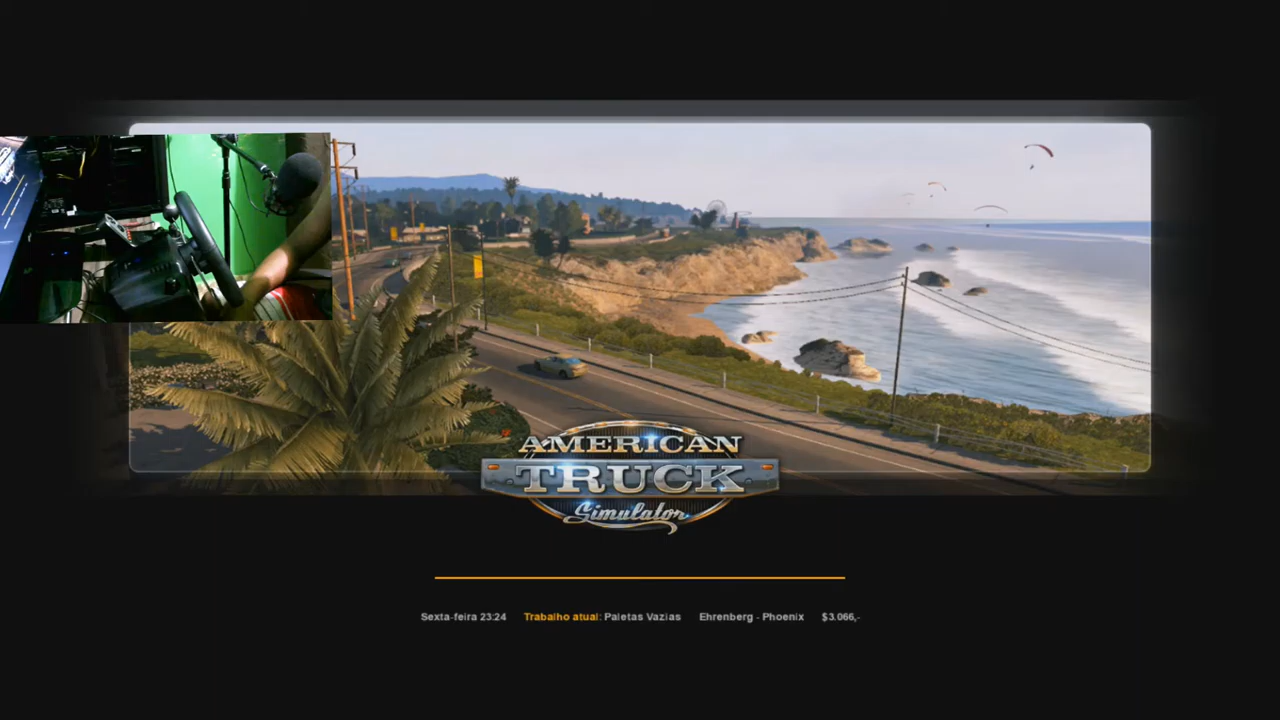 AMERICAN
TRUCK
Simulator
Sexta-feira 23:24 Trabalho atual: Paletas Vazias Ehrenberg - Phoenix $3.066,-